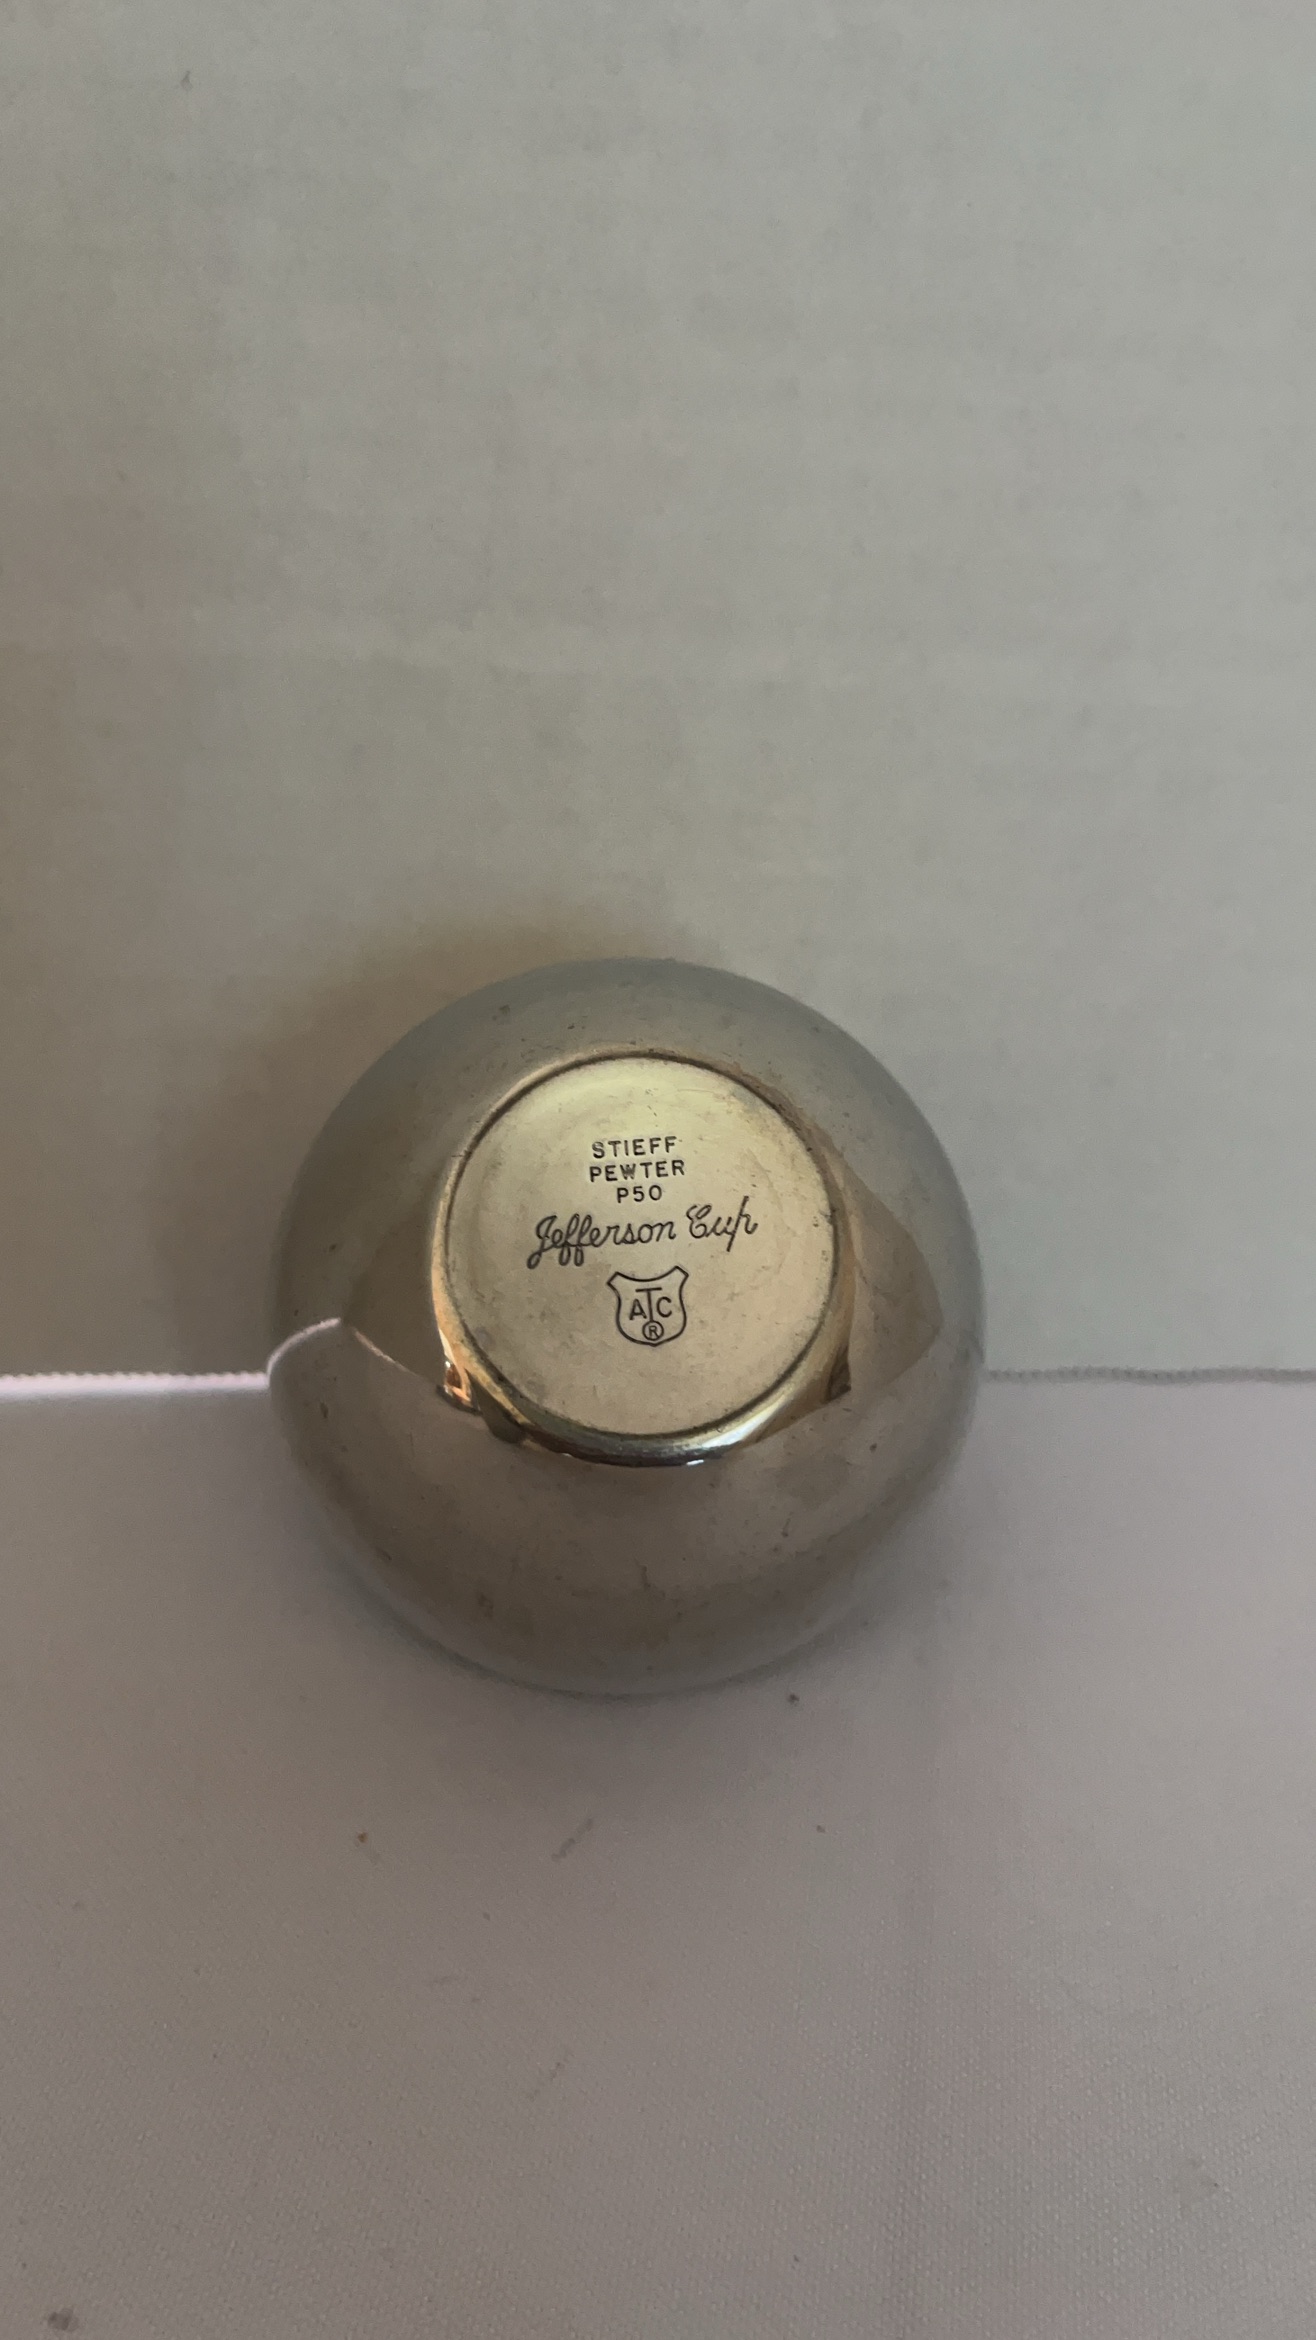 STIEFF
PEWTER
P50
Jefferson Cup
ATC
®